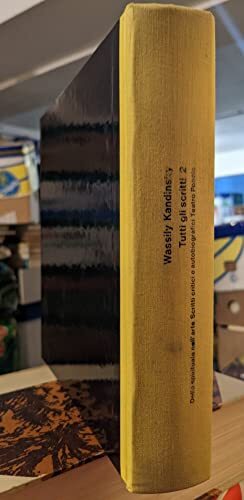 Wassily Kandinsky
Tutti gli scritti 2
Dello spirituale nell'arte Scritti critici e autobiografici Teatro Poesie